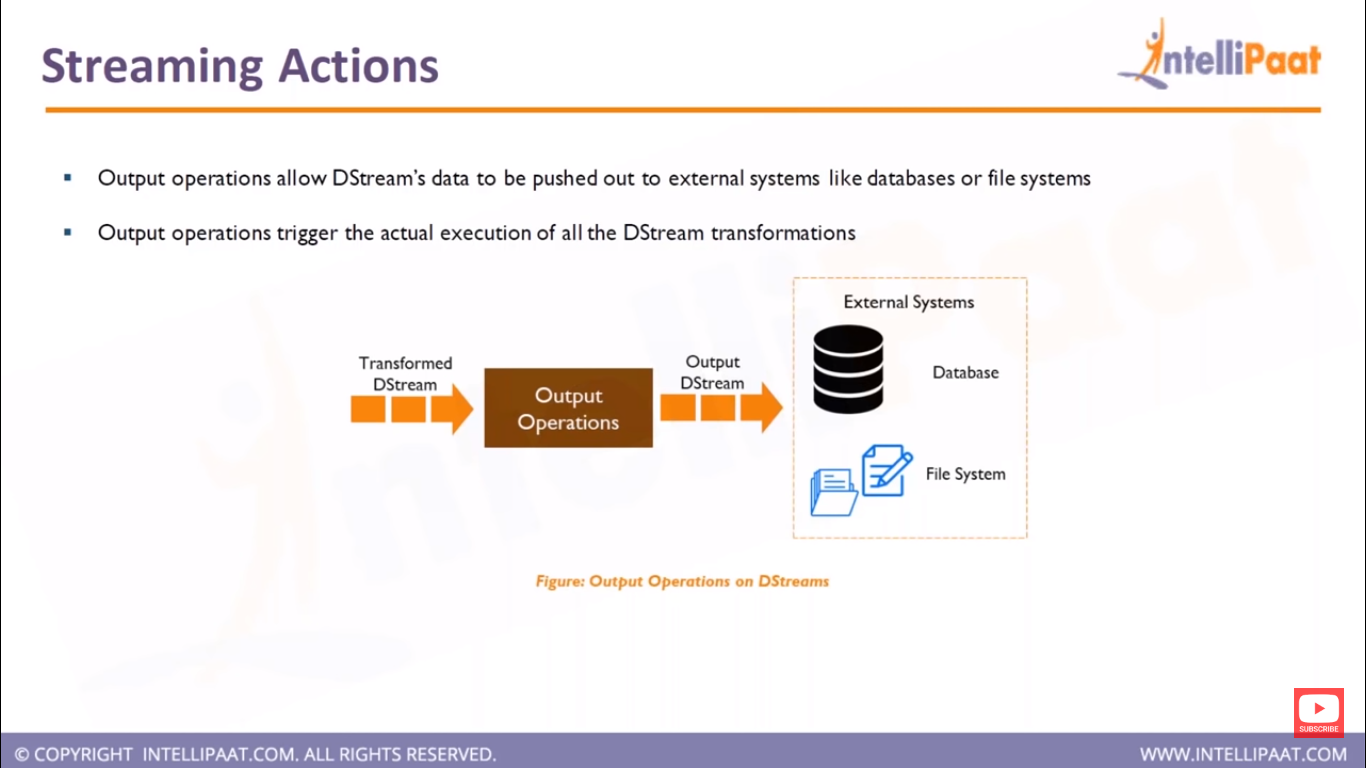 Streaming Actions
IntelliPaat
▪ Output operations allow DStream's data to be pushed out to external systems like databases or file systems
▪ Output operations trigger the actual execution of all the DStream transformations
External Systems
Transformed
DStream
Output
Operations
Output
DStream
Database
File System
Figure: Output Operations on DStreams
SUBSCRIBE
© COPYRIGHT INTELLIPAAT.COM. ALL RIGHTS RESERVED.
WWW.INTELLIPAAT.COM
IntelliPaat